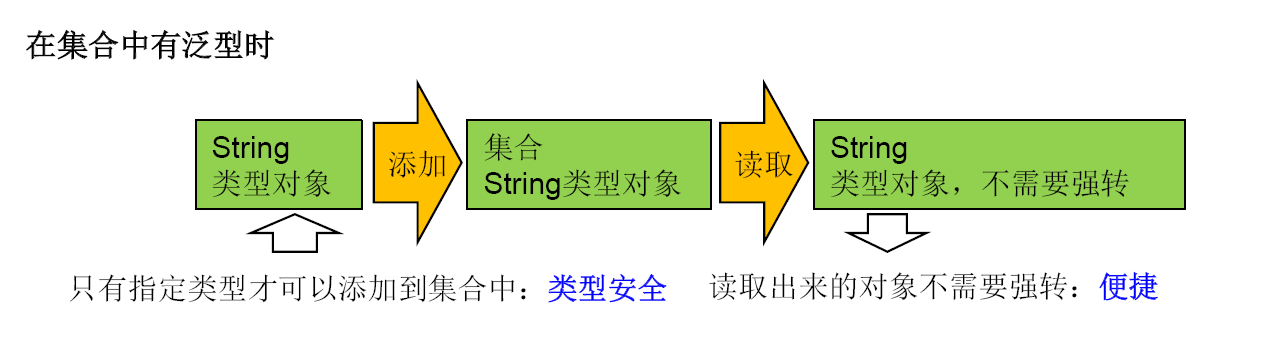 在集合中有泛型时
String
类型对象
添加
集合
String类型对象
读取
String
类型对象，不需要强转
只有指定类型才可以添加到集合中：类型安全
读取出来的对象不需要强转：便捷